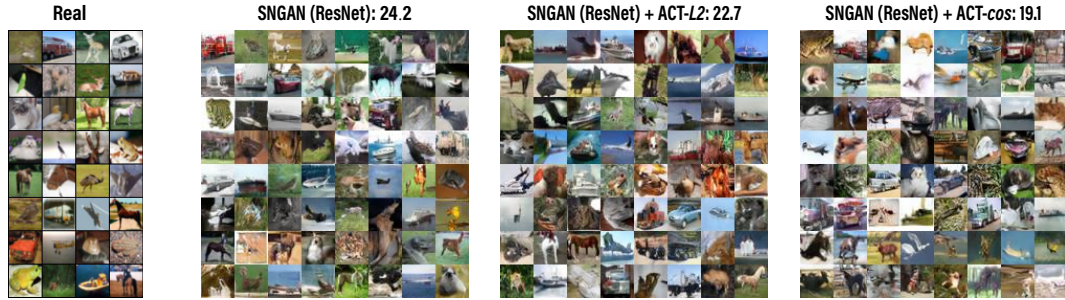 Real
SNGAN (ResNet): 24.2
SNGAN (ResNet) + ACT-L2: 22.7
SNGAN (ResNet) + ACT-cos: 19.1